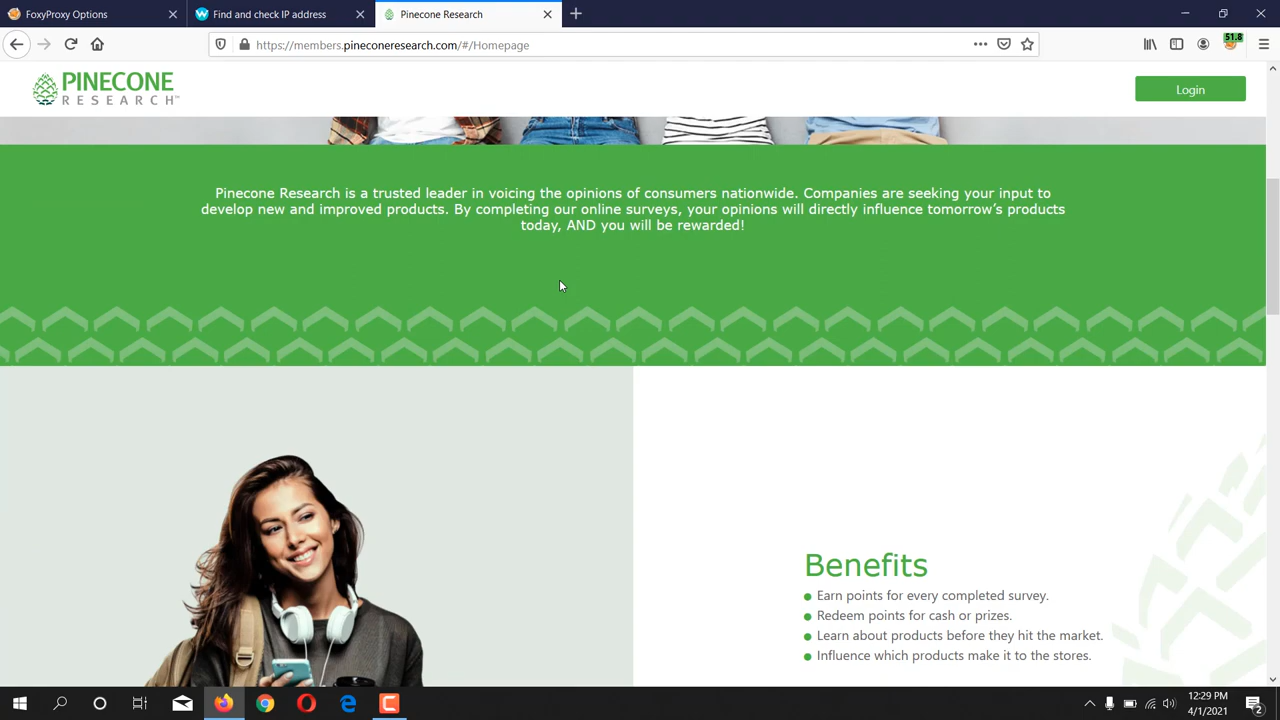 FoxyProxy Options
Find and check IP address
Pinecone Research
51.8
https://members.pineconeresearch.com/#/Homepage
PINECONE
RESEARCH™
Login
Pinecone Research is a trusted leader in voicing the opinions of consumers nationwide. Companies are seeking your input to
develop new and improved products. By completing our online surveys, your opinions will directly influence tomorrow's products
today, AND you will be rewarded!
Benefits
Earn points for every completed survey.
Redeem points for cash or prizes.
Learn about products before they hit the market.
Influence which products make it to the stores.
12:29 PM
4/1/2021
2